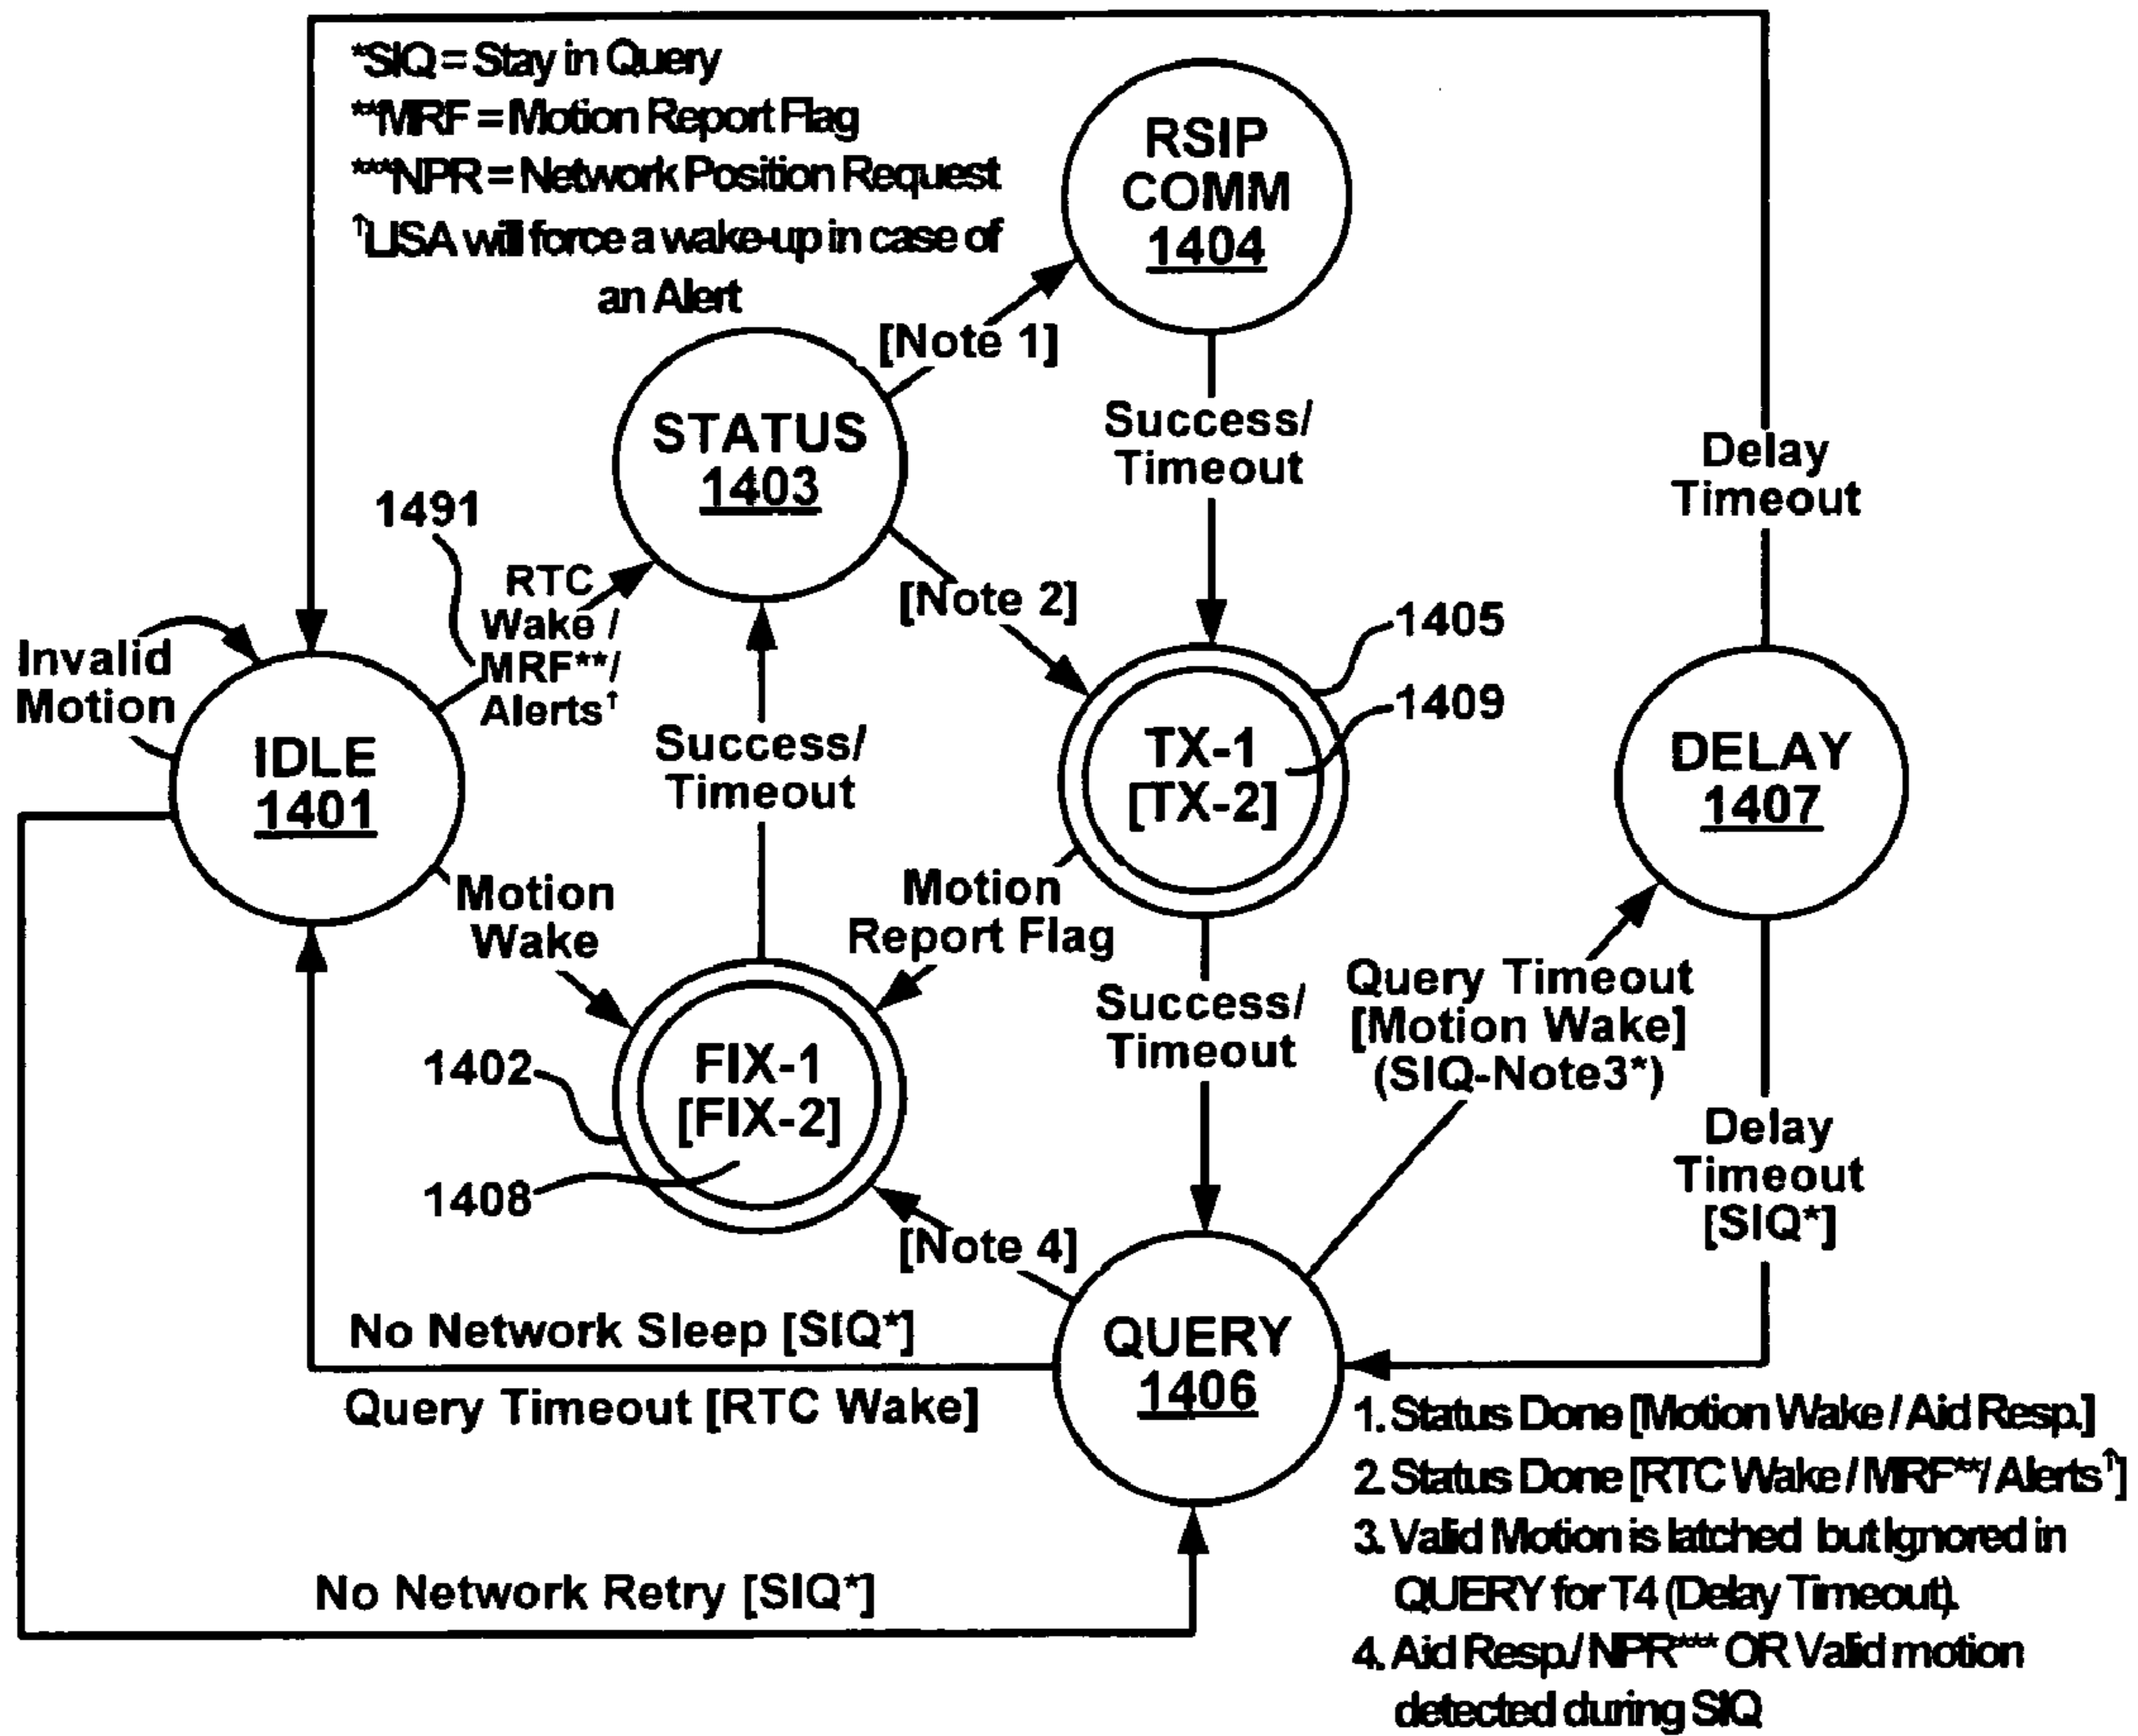 *SIQ = Stay in Query
**MRF = Motion Report Flag
***NPR = Network Position Request
↑LISA will force a wake-up in case of
an Alert
RSIP
COMM
1404
[Note 1]
STATUS
1403
Success/
Timeout
Delay
Timeout
1491
RTC
Wake /
MRF**/
Alerts↑
[Note 2]
1405
1409
Invalid
Motion
IDLE
1401
Success/
Timeout
TX-1
[TX-2]
DELAY
1407
Motion
Wake
Motion
Report Flag
Success/
Timeout
Query Timeout
[Motion Wake]
(SIQ-Note3*)
1402
FIX-1
[FIX-2]
1408
Delay
Timeout
[SIQ*]
[Note 4]
No Network Sleep [SIQ*]
Query Timeout [RTC Wake]
QUERY
1406
1. Status Done [Motion Wake / Aid Resp.]
2. Status Done [RTC Wake / MRF**/ Alerts↑]
3. Valid Motion is latched but Ignored in
QUERY for T4 (Delay Timeout).
4. Aid Resp./ NPR*** OR Valid motion
detected during SIQ
No Network Retry [SIQ*]